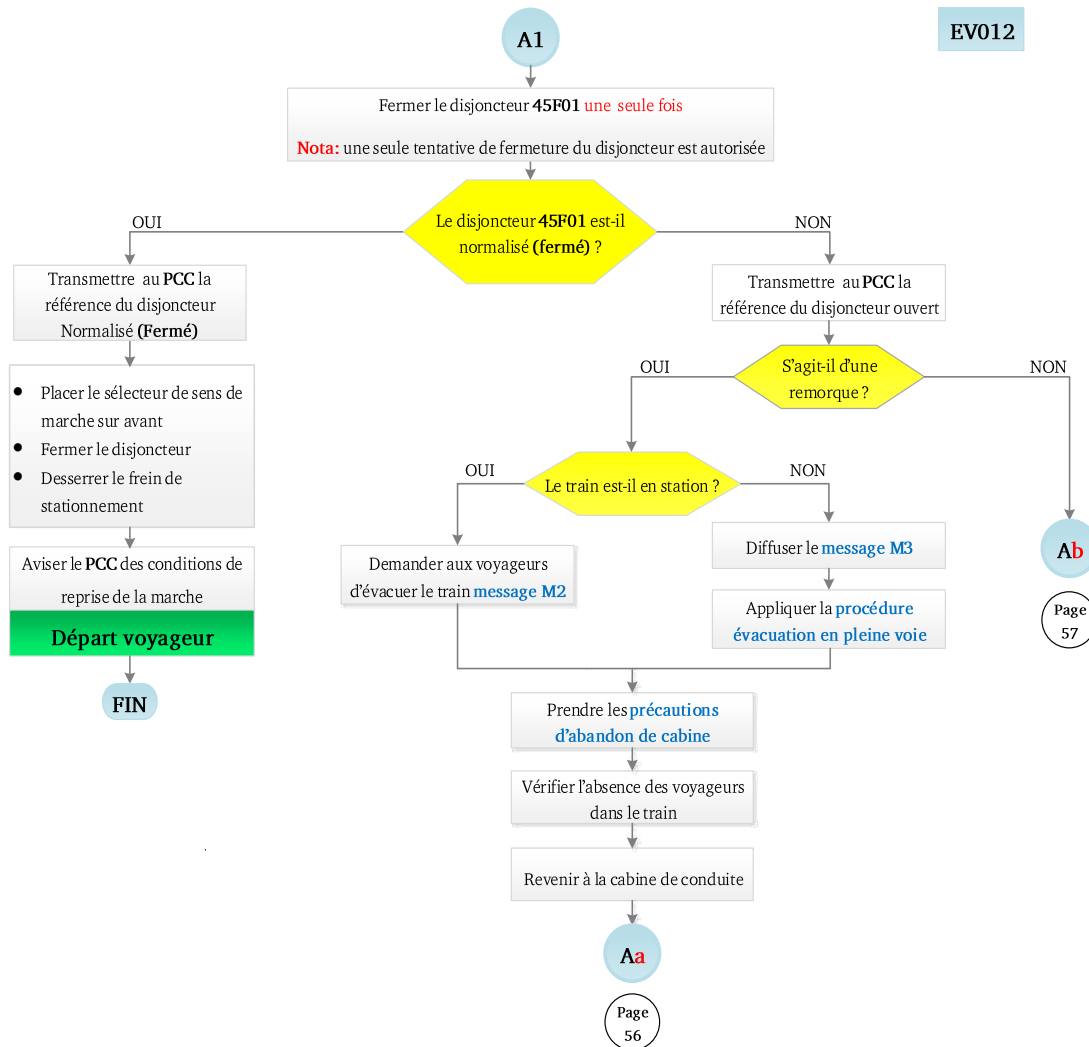 A1
EV012
Fermer le disjoncteur 45F01 une seule fois
Nota: une seule tentative de fermeture du disjoncteur est autorisée
OUI
Le disjoncteur 45F01 est-il
normalisé (fermé) ?
NON
Transmettre au PCC la
référence du disjoncteur
Normalisé (Fermé)
Transmettre au PCC la
référence du disjoncteur ouvert
• Placer le sélecteur de sens de
marche sur avant
• Fermer le disjoncteur
• Desserrer le frein de
stationnement
OUI
S’agit-il d’une
remorque ?
NON
OUI
Le train est-il en station ?
NON
Aviser le PCC des conditions de
reprise de la marche
Départ voyageur
FIN
Demander aux voyageurs
d’évacuer le train message M2
Diffuser le message M3
Appliquer la procédure
évacuation en pleine voie
Ab
Page
57
Prendre les précautions
d’abandon de cabine
Vérifier l’absence des voyageurs
dans le train
Revenir à la cabine de conduite
Aa
Page
56